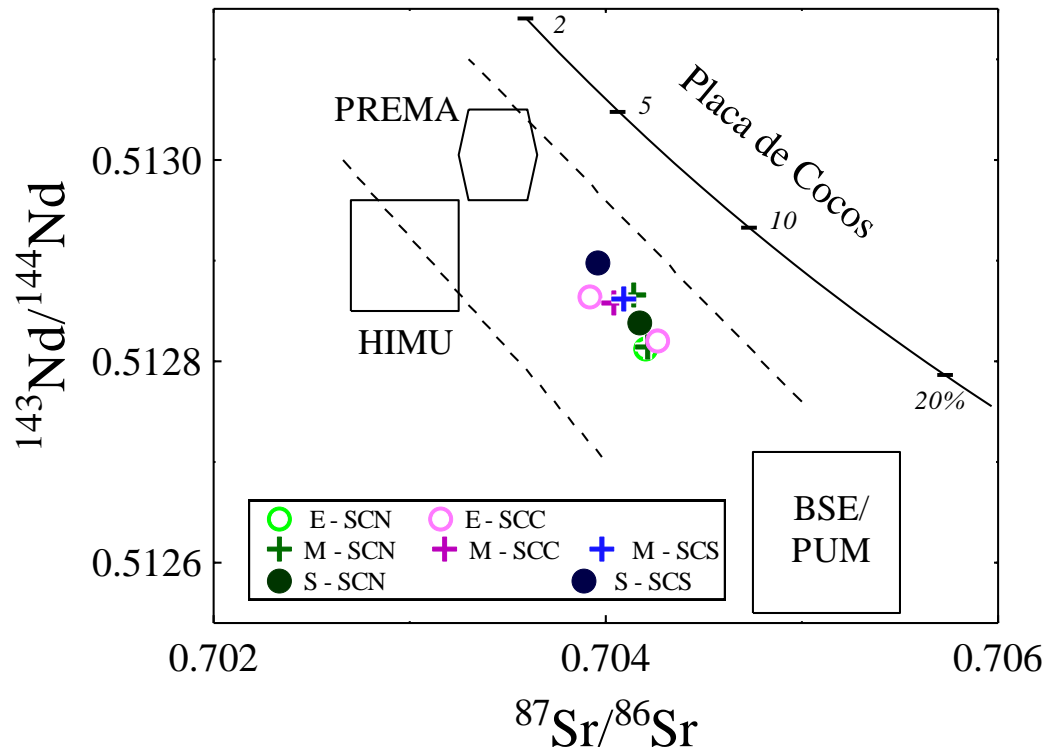 2
Placa de Cocos
5
PREMA
0.5130
10
143Nd/144Nd
HIMU
0.5128
20%
E - SCN E - SCC
M - SCN M - SCC M - SCS
S - SCN S - SCS
BSE/
PUM
0.5126
0.702 0.704 0.706
87Sr/86Sr